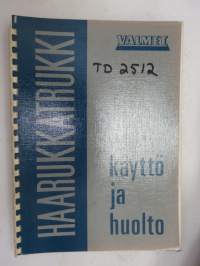 HAARUKKATRUKKI
VALMET
TD 2512
käyttö
ja
huolto